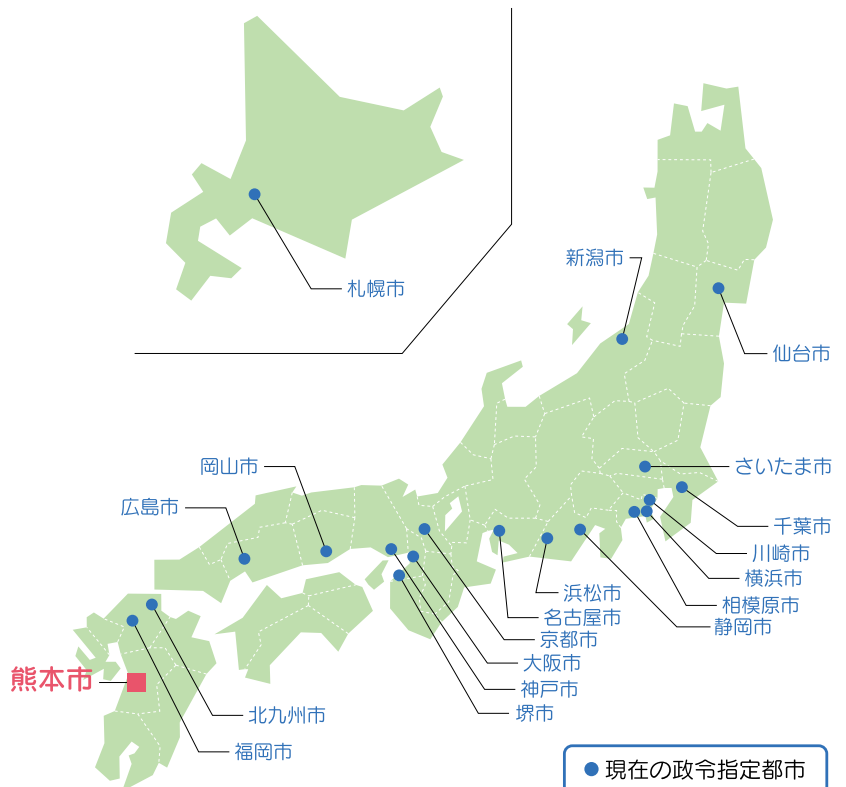 札幌市
新潟市
仙台市
岡山市
さいたま市
広島市
千葉市
川崎市
横浜市
浜松市
相模原市
名古屋市
静岡市
京都市
大阪市
熊本市
神戸市
堺市
北九州市
福岡市
現在の政令指定都市